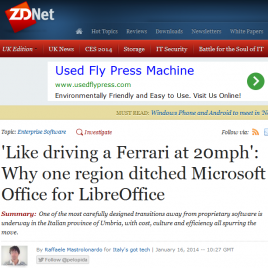 ZDNet
Hot Topics Reviews Downloads Newsletters White Papers
UK Edition UK News CES 2014 Storage IT Security Battle for the Soul of IT
Used Fly Press Machine
www.usedflypress.com
Environmentally Friendly and Easy to Use. Visit Us Online
MUST READ: Windows Phone and Android to meet in
Topic: Enterprise Software Investigate Follow via:
'Like driving a Ferrari at 20mph':
Why one region ditched Microsoft
Office for LibreOffice
Summary: One of the most carefully designed transitions away from proprietary software is
underway in the Italian province of Umbria, with cost, culture and efficiency all spurring the
move.
By Raffaele Mastrolonardo for Italy's got tech | January 16, 2014 -- 10:27 GMT
Follow @pelopida